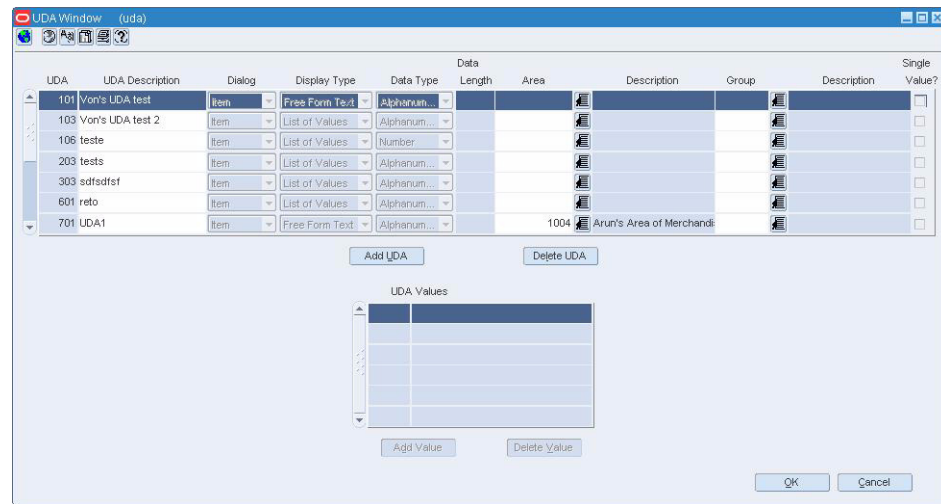 UDA Window (uda)
Data Single
UDA UDA Description Dialog Display Type Data Type Length Area Description Group Description Value?
101 Von's UDA test Item Free Form Text Alphanum...
103 Von's UDA test 2 Item List of Values Alphanum...
106 teste Item List of Values Number
203 tests Item List of Values Alphanum...
303 sdfsdfsf Item List of Values Alphanum...
601 reto Item List of Values Alphanum...
701 UDA1 Item Free Form Text Alphanum... 1004 Arun's Area of Merchandi
Add UDA Delete UDA
UDA Values
Add Value Delete Value
OK Cancel